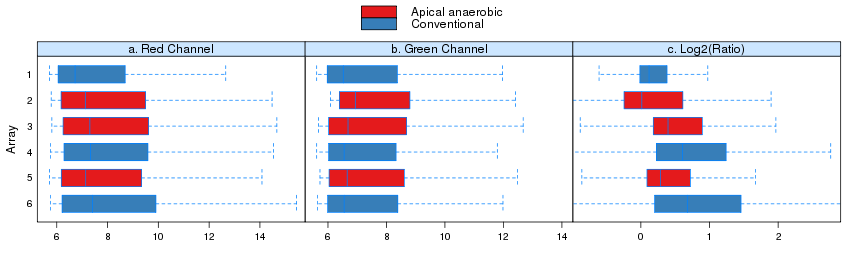 Apical anaerobic
Conventional
a. Red Channel b. Green Channel c. Log2(Ratio)
Array
1
2
3
4
5
6
6 8 10 12 14 6 8 10 12 14 0 1 2